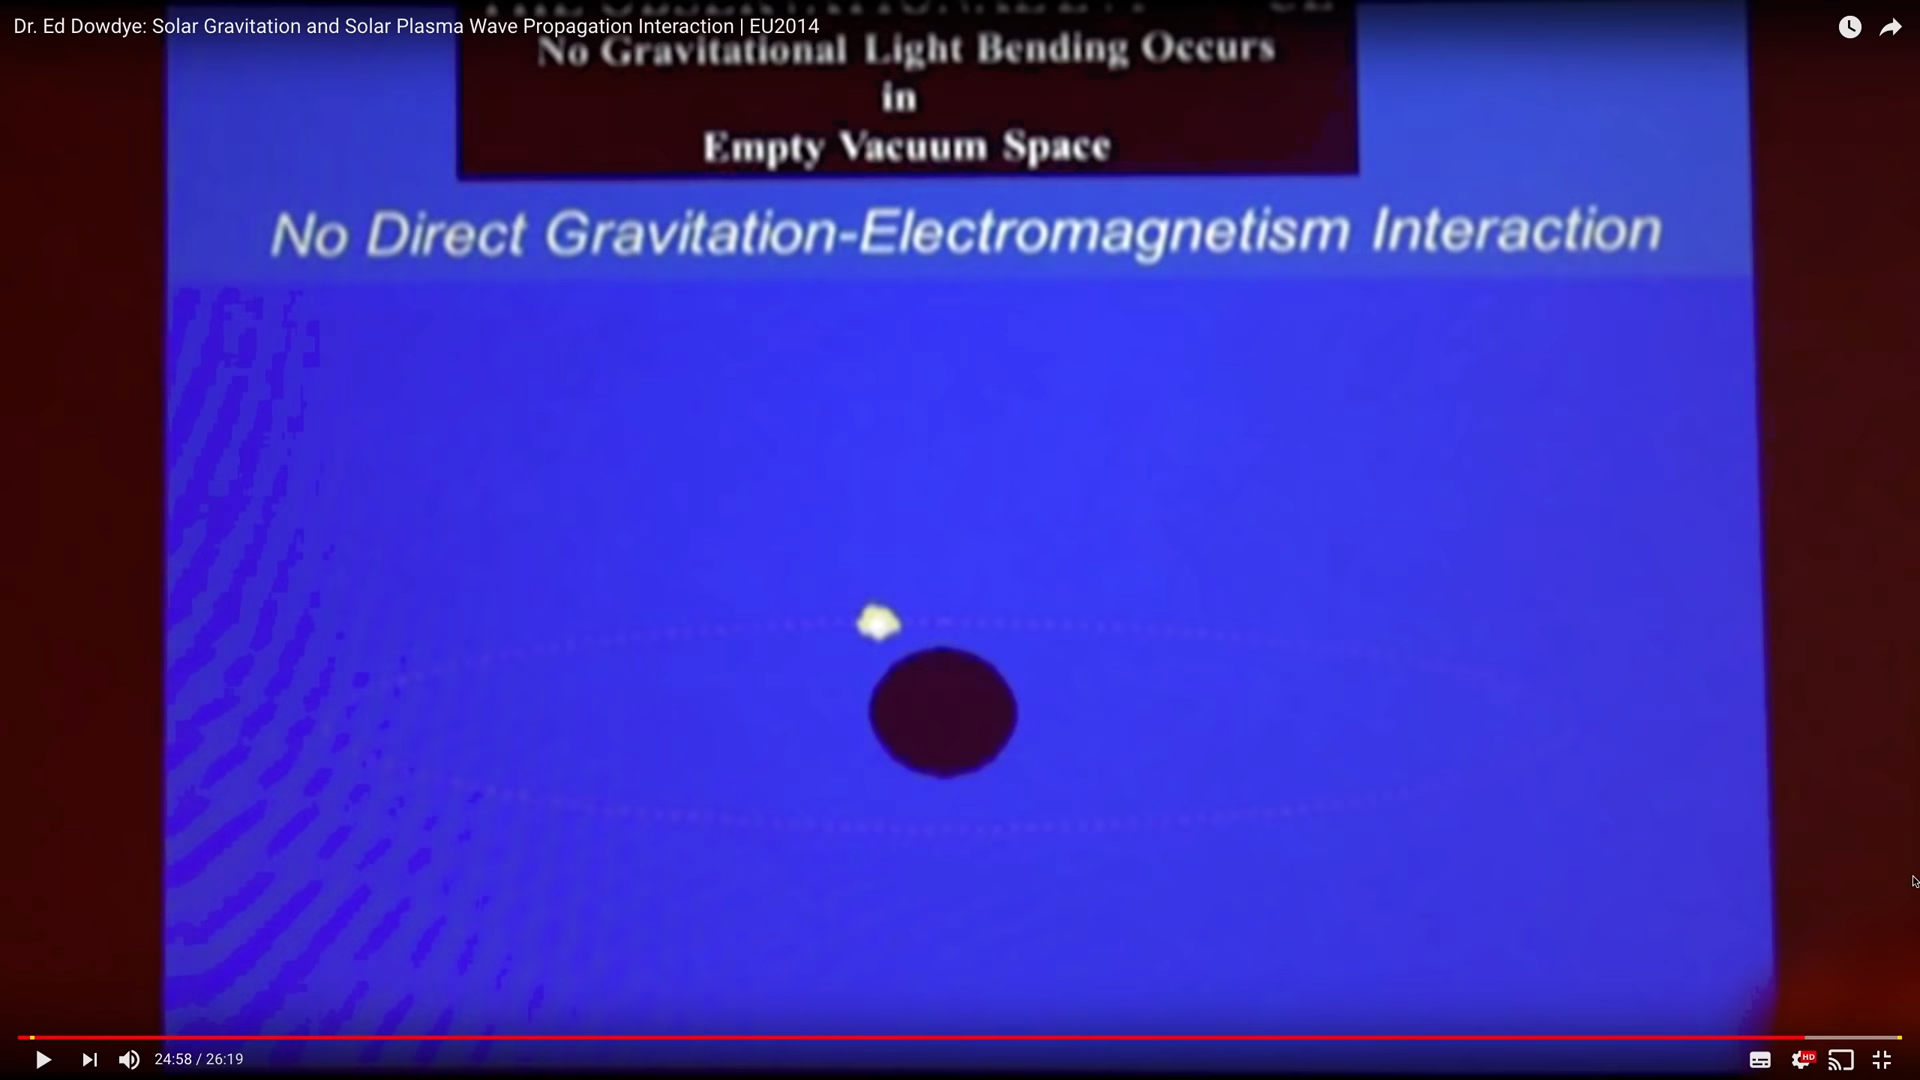 Dr. Ed Dowdye: Solar Gravitation and Solar Plasma Wave Propagation Interaction | EU2014
No Gravitational Light Bending Occurs
in
Empty Vacuum Space
No Direct Gravitation-Electromagnetism Interaction
24:58 / 26:19
HD